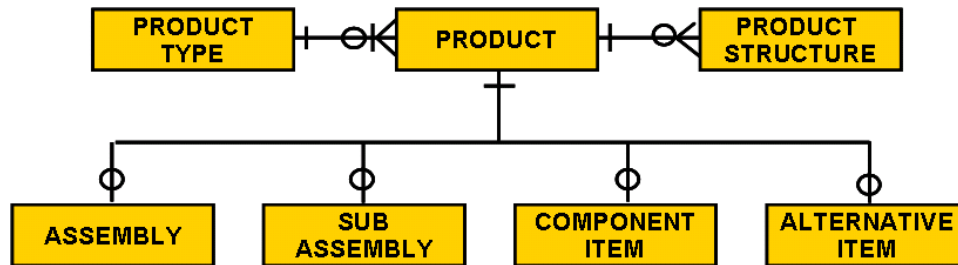 PRODUCT
TYPE
PRODUCT
PRODUCT
STRUCTURE
ASSEMBLY
SUB
ASSEMBLY
COMPONENT
ITEM
ALTERNATIVE
ITEM